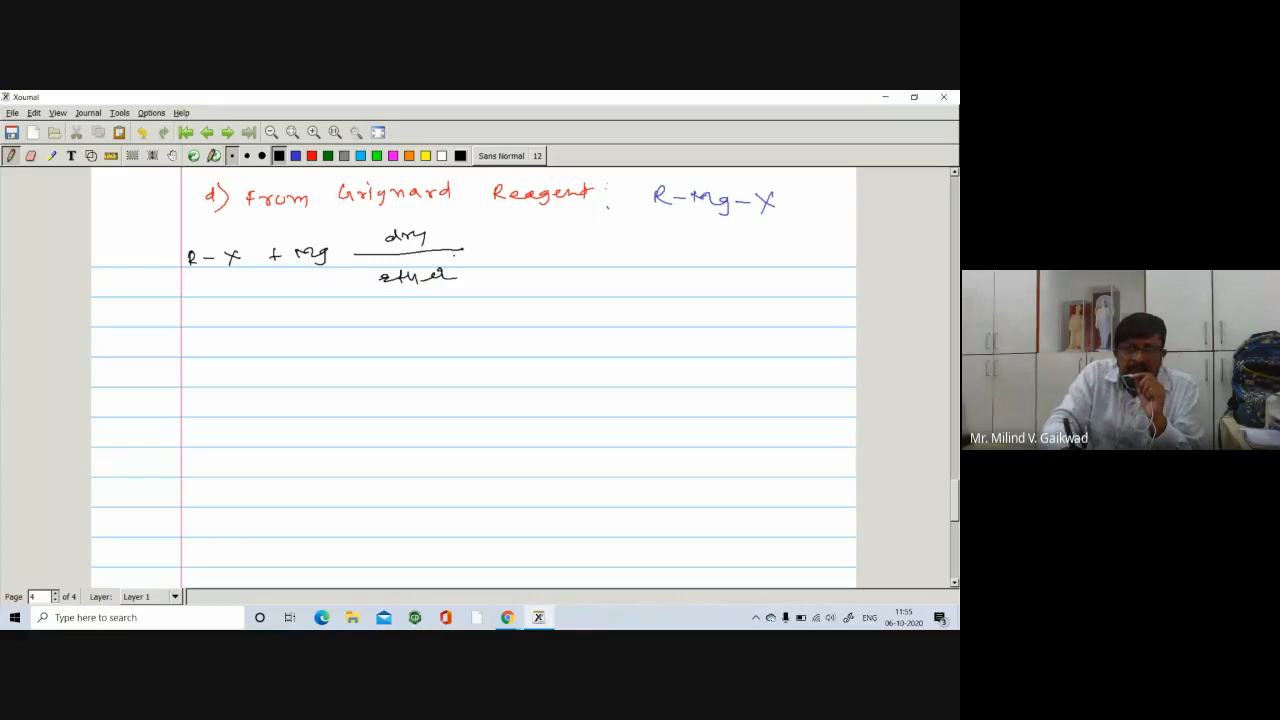 Xournal
File Edit View Journal Tools Options Help
Sans Normal 12
d) From Grignard Reagent : R-Mg-X
R-X + Mg dry
ether
Mr. Milind V. Gaikwad
Page 4 of 4 Layer: Layer 1
Type here to search
ENG
11:55
06-10-2020
3